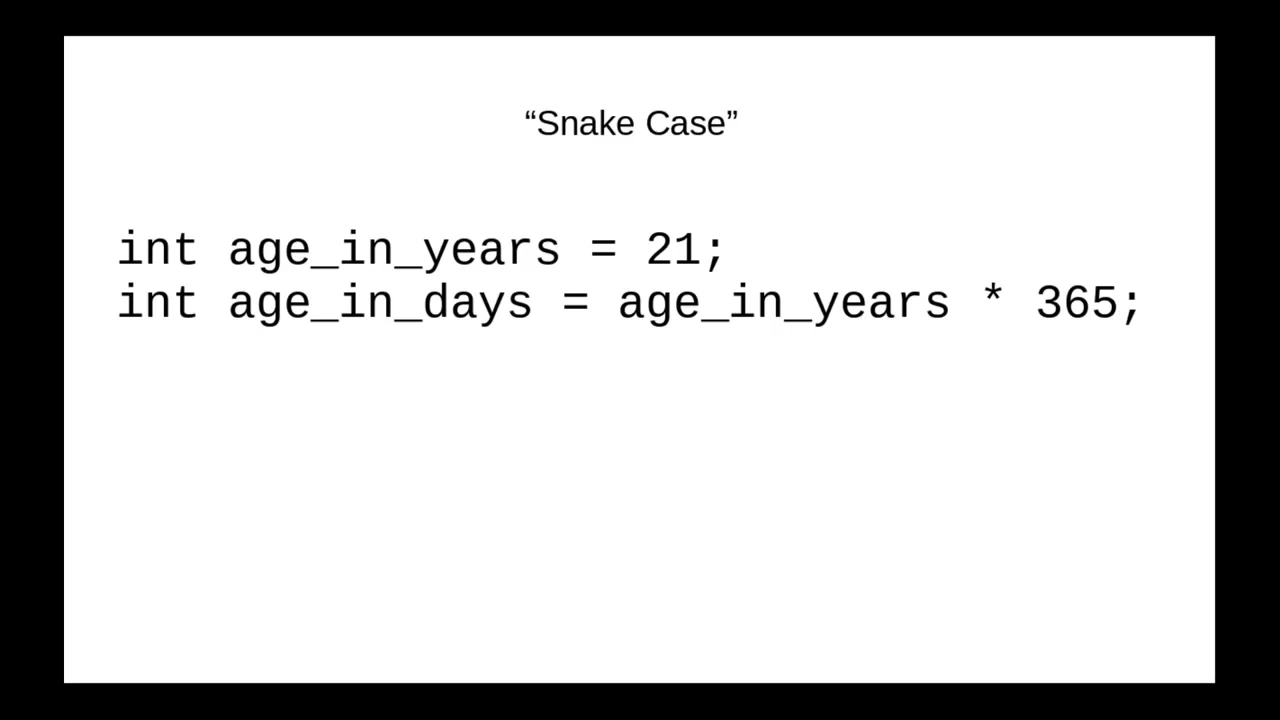 “Snake Case”
int age_in_years = 21;
int age_in_days = age_in_years * 365;